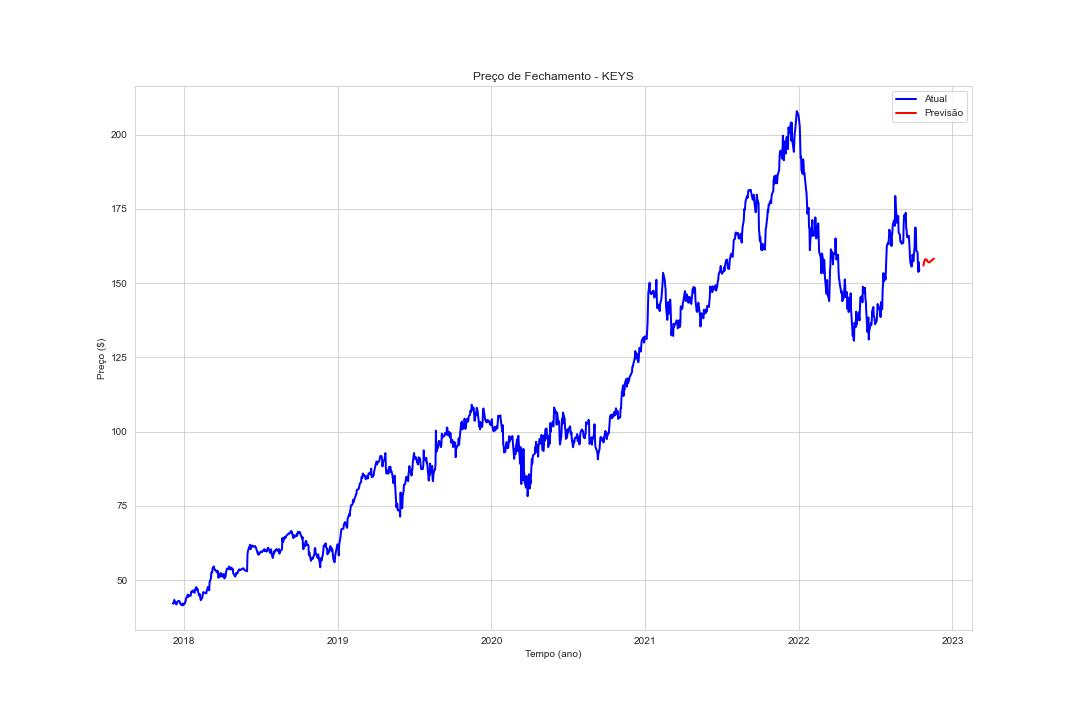 Preço de Fechamento - KEYS
Atual
Previsão
200
175
150
125
100
75
50
Preço ($)
2018 2019 2020 2021 2022 2023
Tempo (ano)